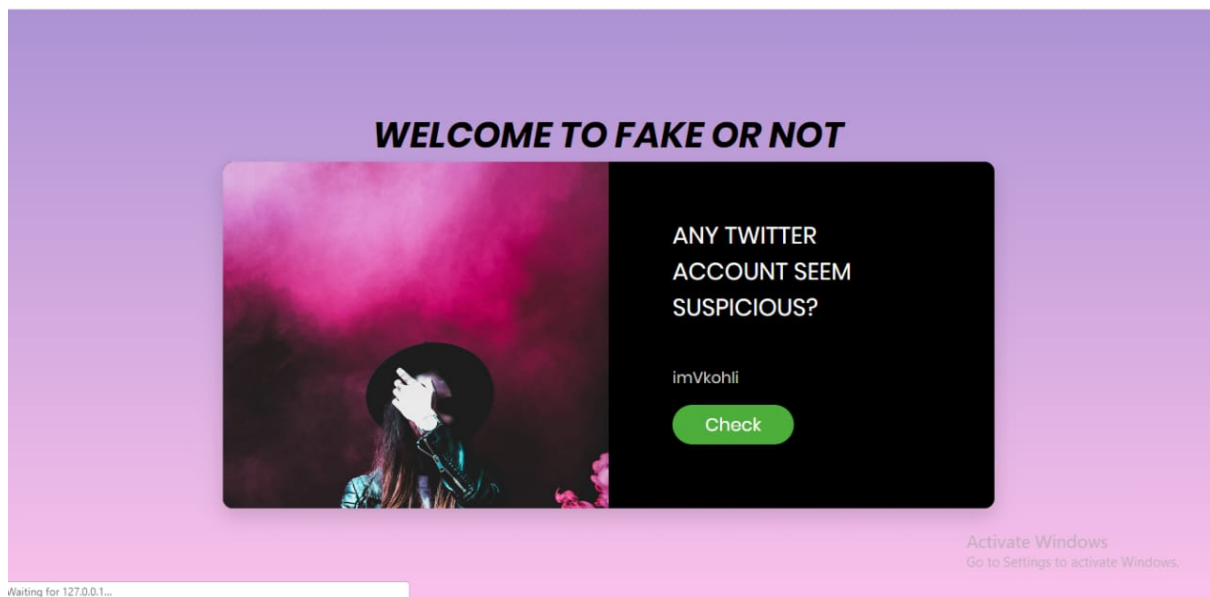 WELCOME TO FAKE OR NOT
ANY TWITTER
ACCOUNT SEEM
SUSPICIOUS?
imVkohli
Check
Activate Windows
Go to Settings to activate Windows.
Waiting for 127.0.0.1...